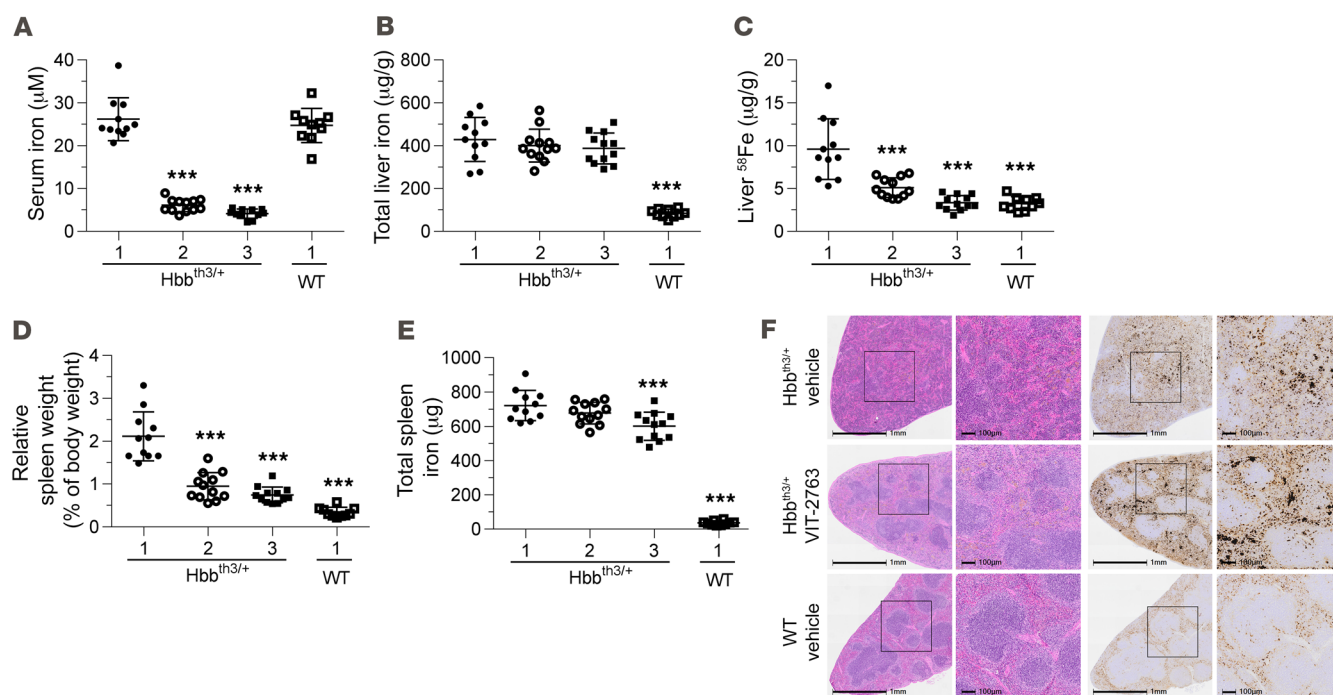 A
Serum iron (μM)
40
30
20
10
0
***
***
1
2
3
1
Hbb^th3/+
WT
B
Total liver iron (μg/g)
800
600
400
200
0
***
1
2
3
1
Hbb^th3/+
WT
C
Liver ⁵⁸Fe (μg/g)
20
15
10
5
0
***
***
***
1
2
3
1
Hbb^th3/+
WT
D
Relative
spleen weight
(% of body weight)
4
3
2
1
0
***
***
***
1
2
3
1
Hbb^th3/+
WT
E
Total spleen
iron (μg)
1000
800
600
400
200
0
***
***
1
2
3
1
Hbb^th3/+
WT
F
Hbb^th3/+
vehicle
1mm
100μm
1mm
100μm
Hbb^th3/+
VIT-2763
1mm
100μm
1mm
100μm
WT
vehicle
1mm
100μm
1mm
100μm